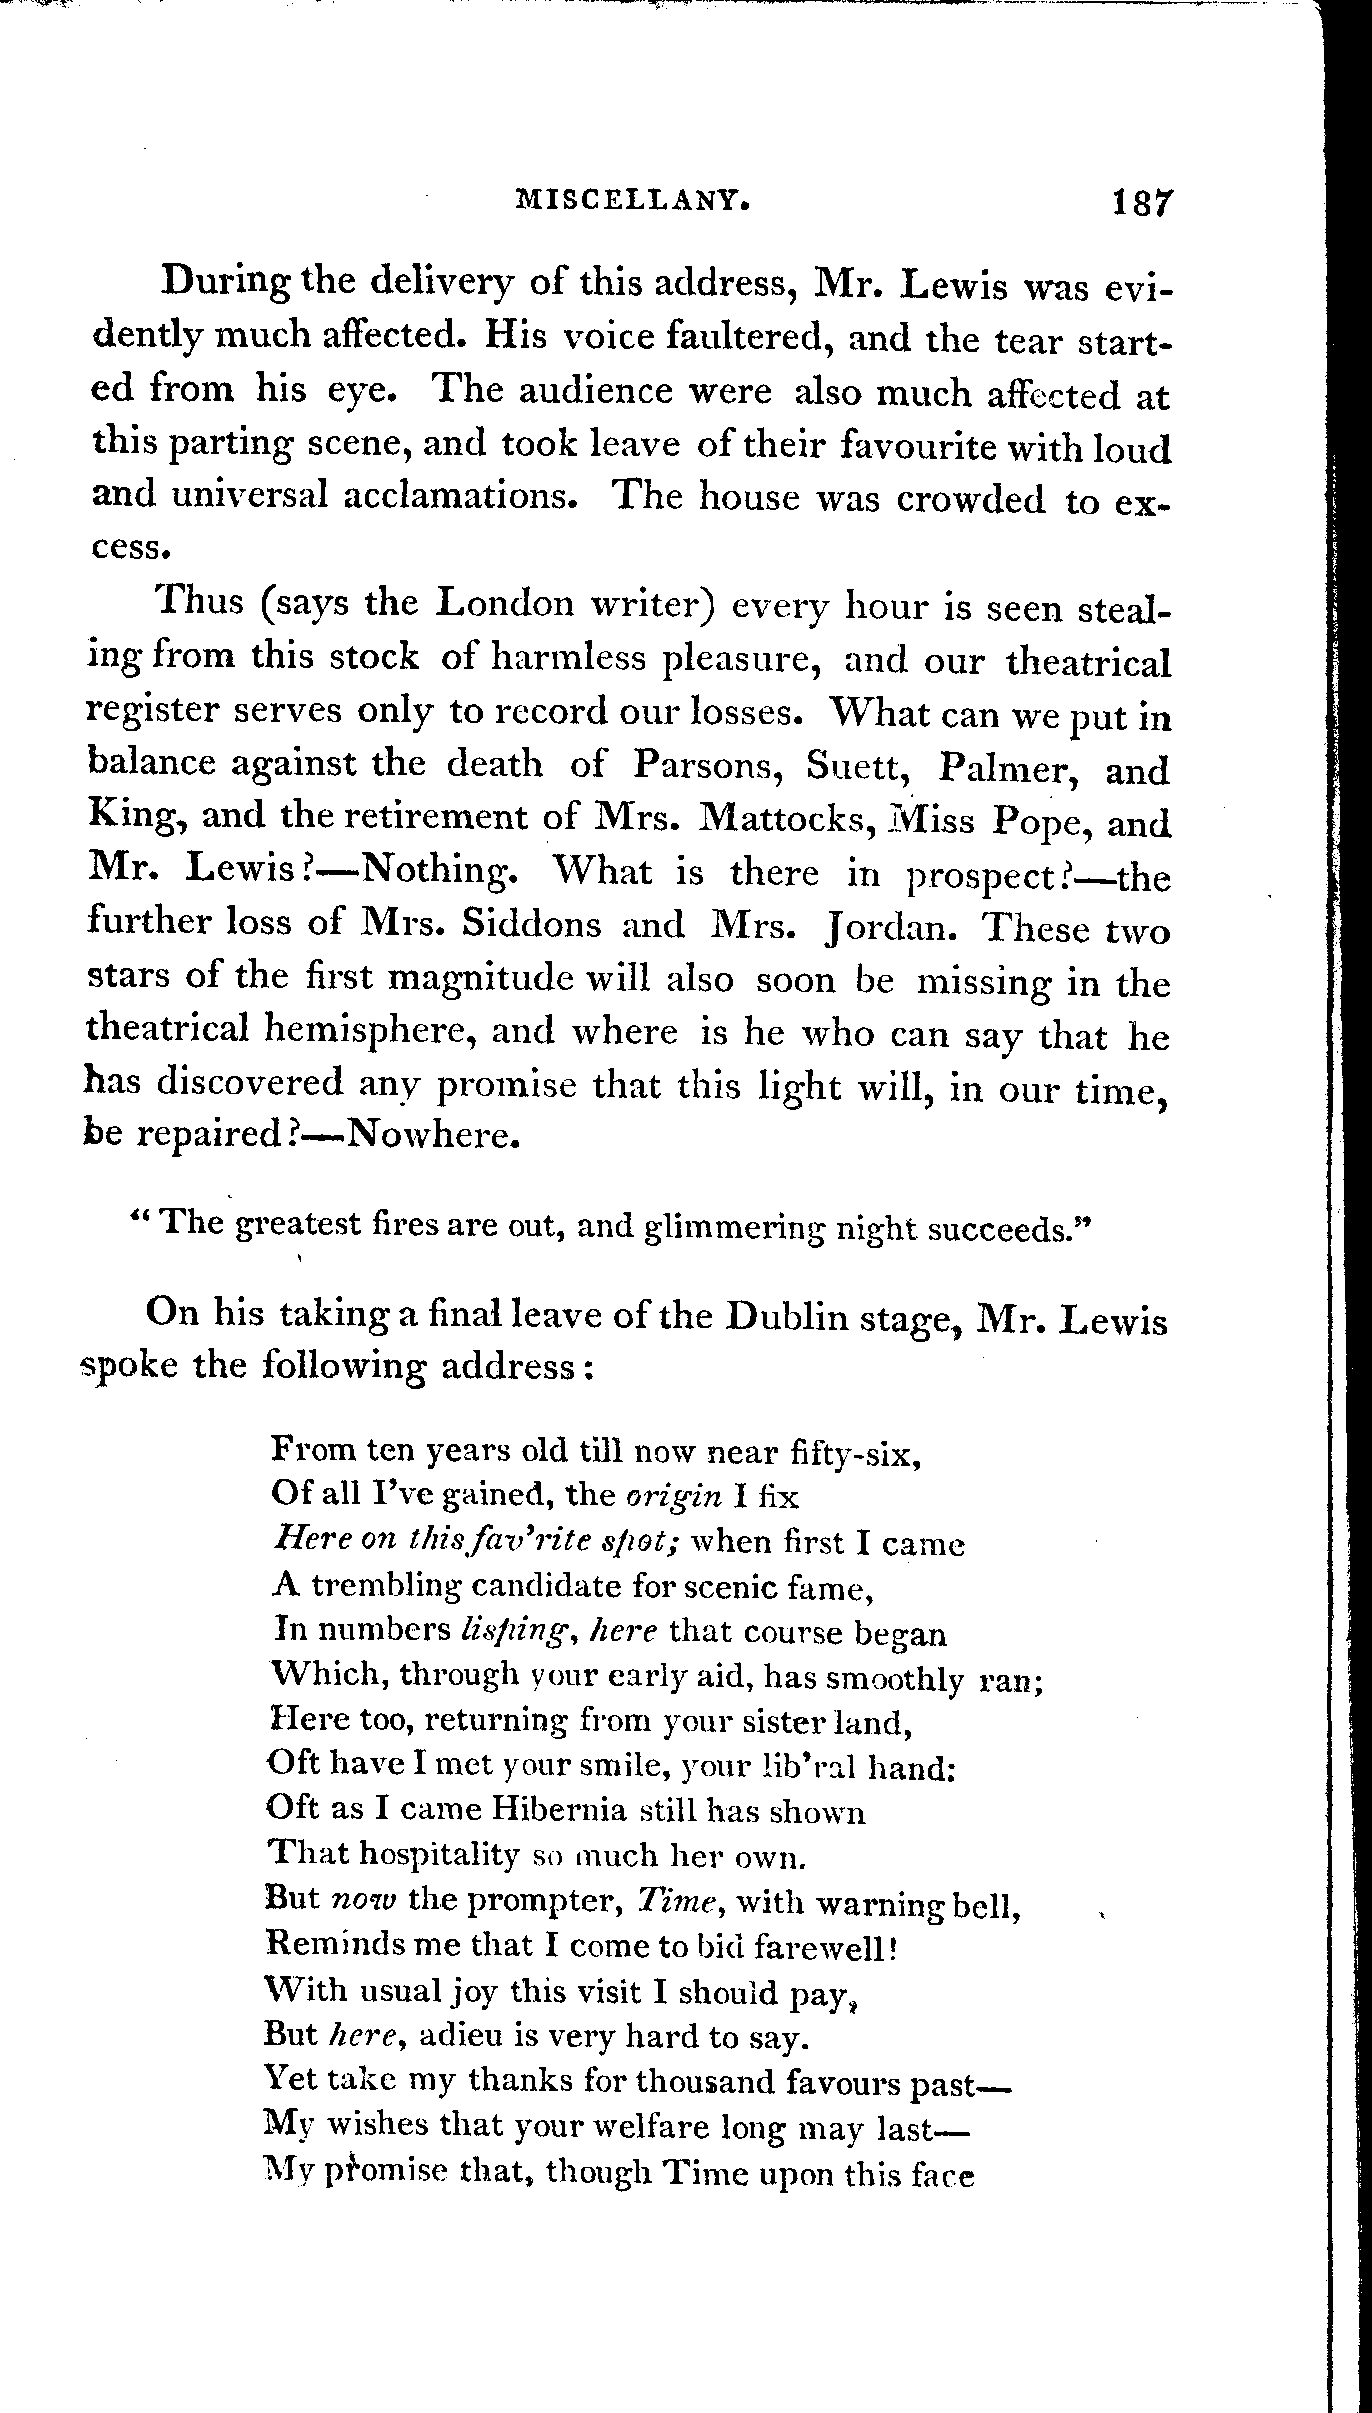 MISCELLANY. 187
During the delivery of this address, Mr. Lewis was evi-
dently much affected. His voice faultered, and the tear start-
ed from his eye. The audience were also much affected at
this parting scene, and took leave of their favourite with loud
and universal acclamations. The house was crowded to ex-
cess.
Thus (says the London writer) every hour is seen steal-
ing from this stock of harmless pleasure, and our theatrical
register serves only to record our losses. What can we put in
balance against the death of Parsons, Suett, Palmer, and
King, and the retirement of Mrs. Mattocks, Miss Pope, and
Mr. Lewis?—Nothing. What is there in prospect?—the
further loss of Mrs. Siddons and Mrs. Jordan. These two
stars of the first magnitude will also soon be missing in the
theatrical hemisphere, and where is he who can say that he
has discovered any promise that this light will, in our time,
be repaired?—Nowhere.
"The greatest fires are out, and glimmering night succeeds."
On his taking a final leave of the Dublin stage, Mr. Lewis
spoke the following address:
From ten years old till now near fifty-six,
Of all I've gained, the origin I fix
Here on this fav'rite spot; when first I came
A trembling candidate for scenic fame,
In numbers lisping, here that course began
Which, through your early aid, has smoothly ran;
Here too, returning from your sister land,
Oft have I met your smile, your lib'ral hand:
Oft as I came Hibernia still has shown
That hospitality so much her own.
But now the prompter, Time, with warning bell,
Reminds me that I come to bid farewell!
With usual joy this visit I should pay,
But here, adieu is very hard to say.
Yet take my thanks for thousand favours past—
My wishes that your welfare long may last—
My promise that, though Time upon this face